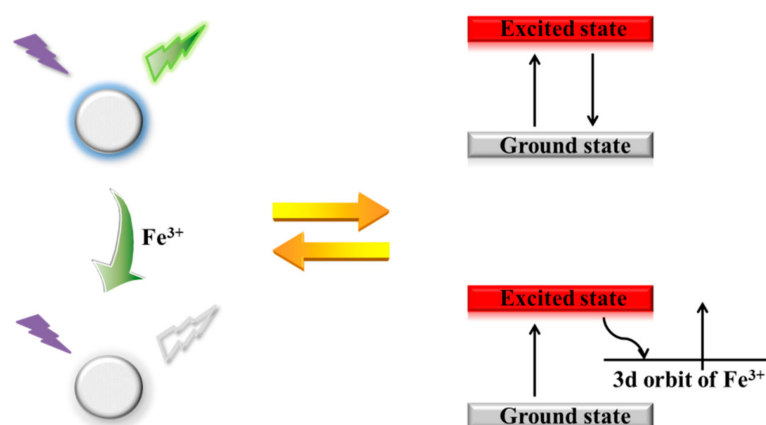 Excited state
Ground state
Fe³⁺
Excited state
3d orbit of Fe³⁺
Ground state